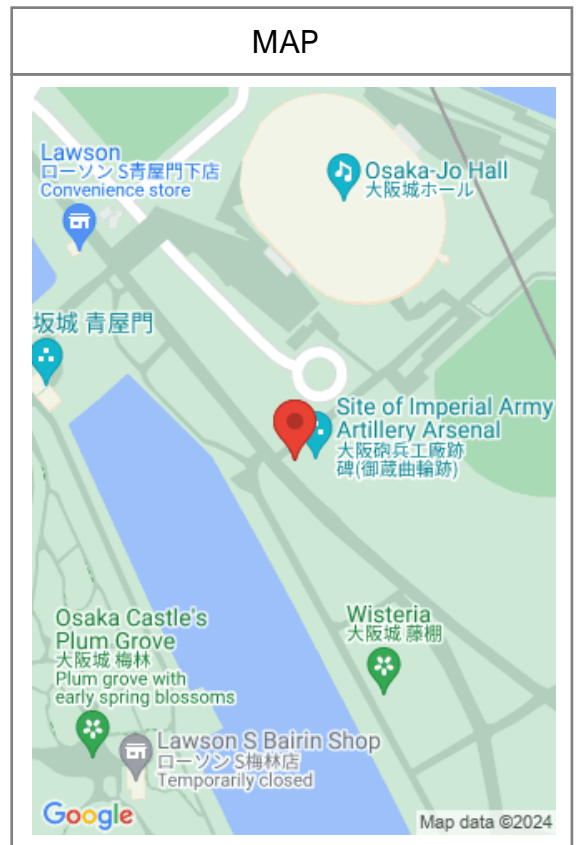 MAP
Lawson
ローソン S青屋門下店
Convenience store
Osaka-Jo Hall
大阪城ホール
坂城 青屋門
Site of Imperial Army
Artillery Arsenal
大阪砲兵工廠跡
碑(御蔵曲輪跡)
Osaka Castle's
Plum Grove
大阪城 梅林
Plum grove with
early spring blossoms
Wisteria
大阪城 藤棚
Lawson S Bairin Shop
ローソン S梅林店
Temporarily closed
Google
Map data ©2024